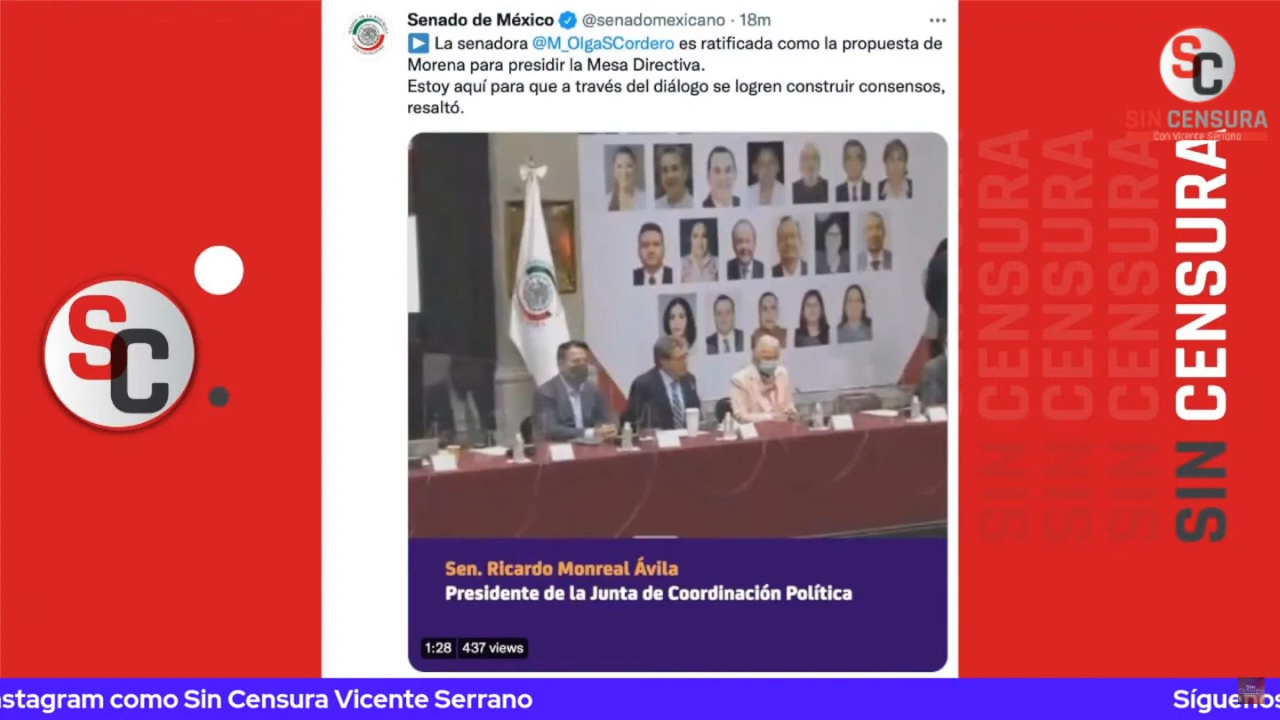 Senado de México @senadomexicano · 18m
La senadora @M_OlgaSCordero es ratificada como la propuesta de
Morena para presidir la Mesa Directiva.
Estoy aquí para que a través del diálogo se logren construir consensos,
resaltó.
Sen. Ricardo Monreal Ávila
Presidente de la Junta de Coordinación Política
1:28 437 views
SC
SC
SIN CENSURA
Con Vicente Serrano
SIN CENSURA
SIN CENSURA
SIN CENSURA
SIN CENSURA
nstagram como Sin Censura Vicente Serrano
Síguenos